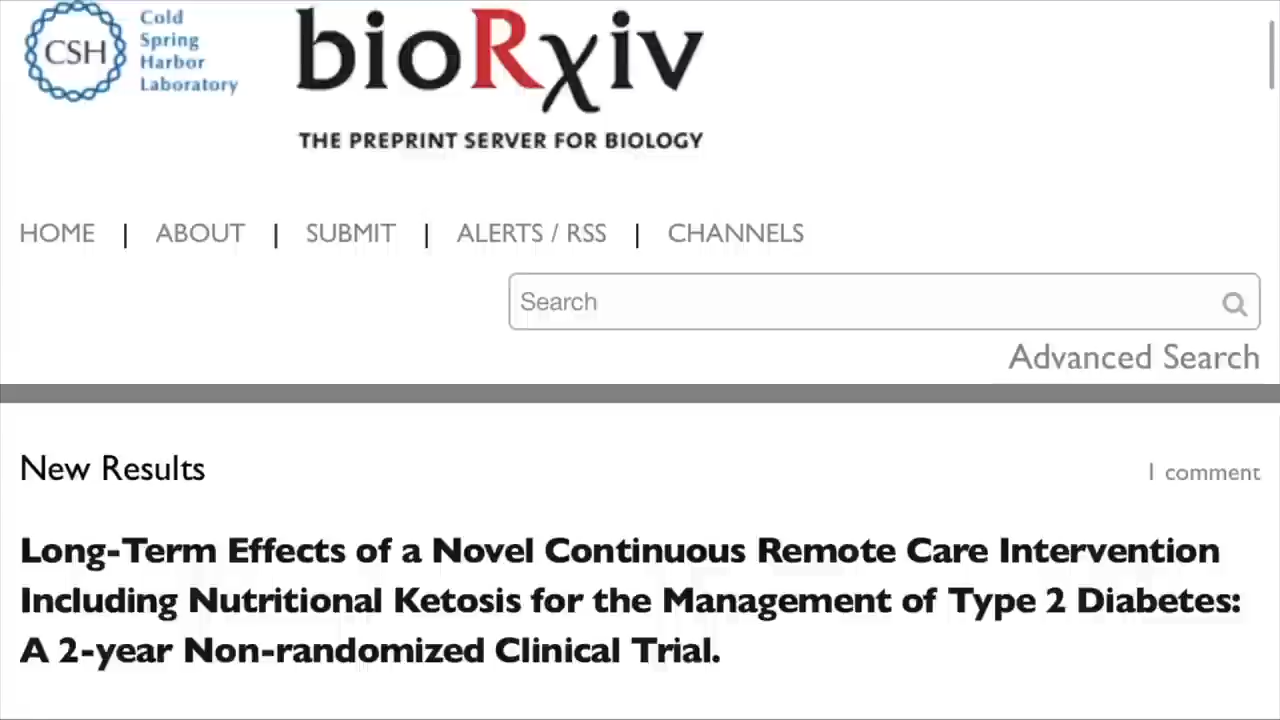 CSH
Cold
Spring
Harbor
Laboratory
bioRxiv
THE PREPRINT SERVER FOR BIOLOGY
HOME | ABOUT | SUBMIT | ALERTS / RSS | CHANNELS
Search
Advanced Search
New Results
1 comment
Long-Term Effects of a Novel Continuous Remote Care Intervention
Including Nutritional Ketosis for the Management of Type 2 Diabetes:
A 2-year Non-randomized Clinical Trial.